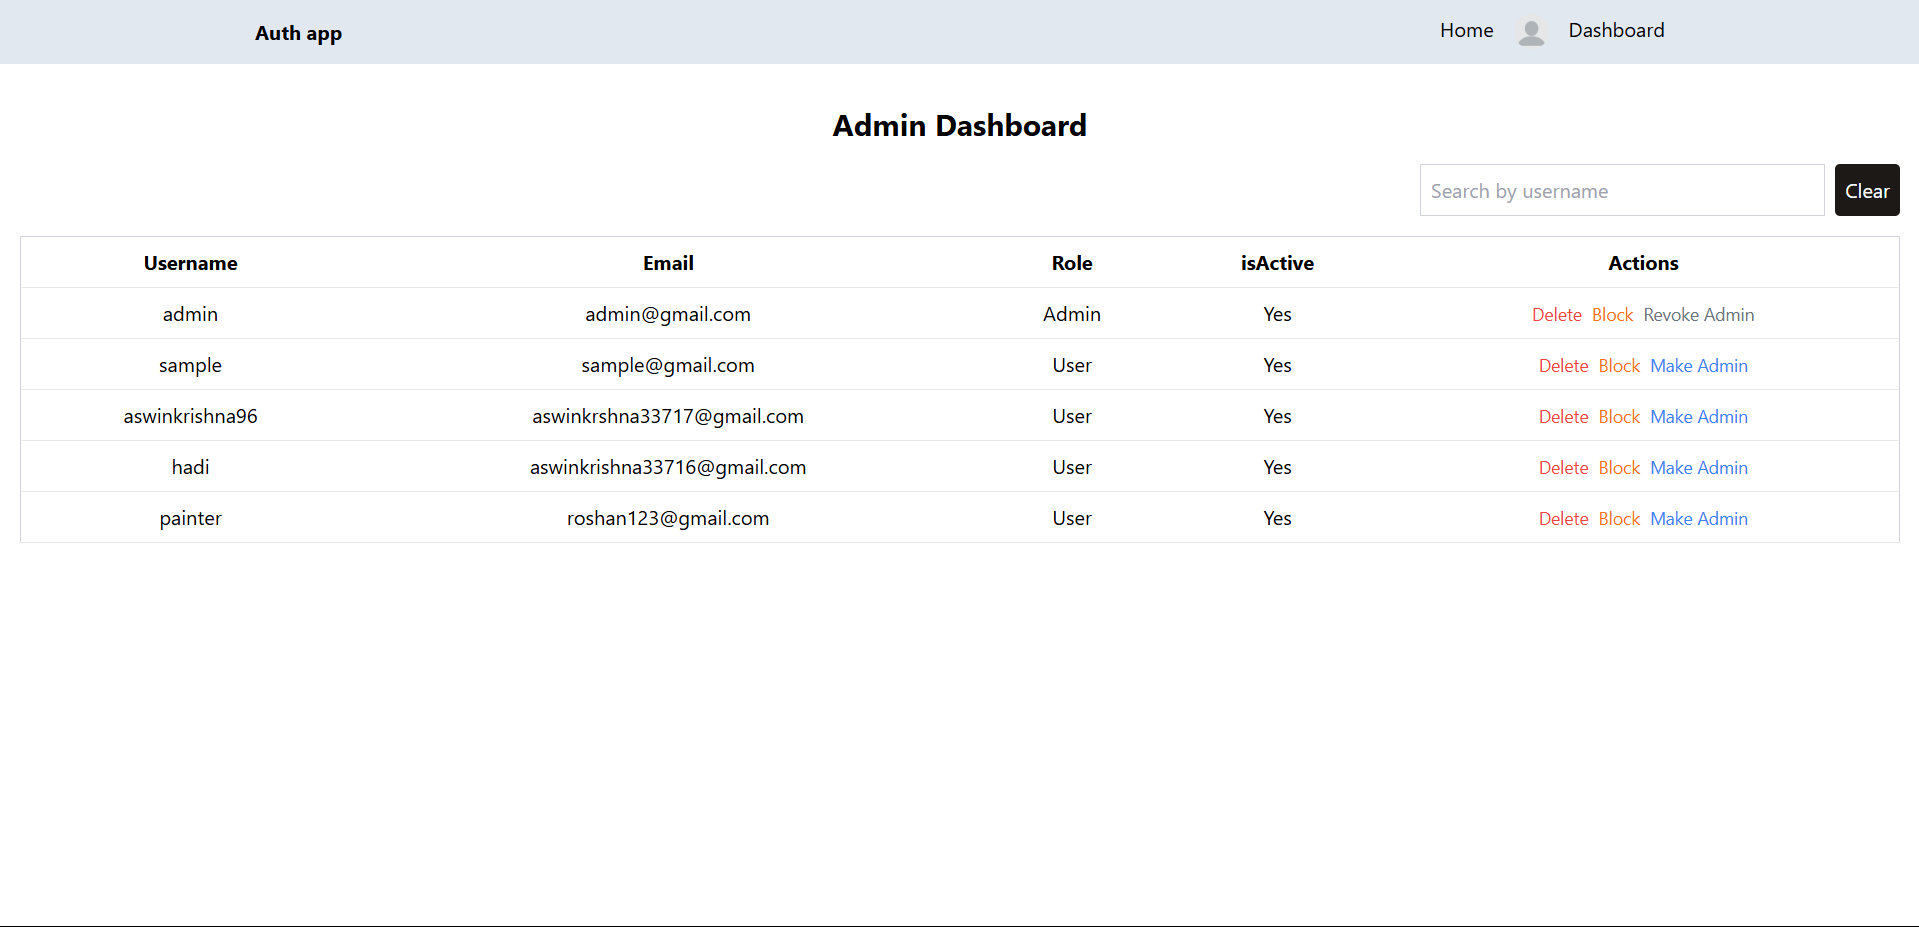 Auth app Home Dashboard
Admin Dashboard
Search by username Clear
Username Email Role isActive Actions
admin admin@gmail.com Admin Yes Delete Block Revoke Admin
sample sample@gmail.com User Yes Delete Block Make Admin
aswinkrishna96 aswinkrshna33717@gmail.com User Yes Delete Block Make Admin
hadi aswinkrishna33716@gmail.com User Yes Delete Block Make Admin
painter roshan123@gmail.com User Yes Delete Block Make Admin